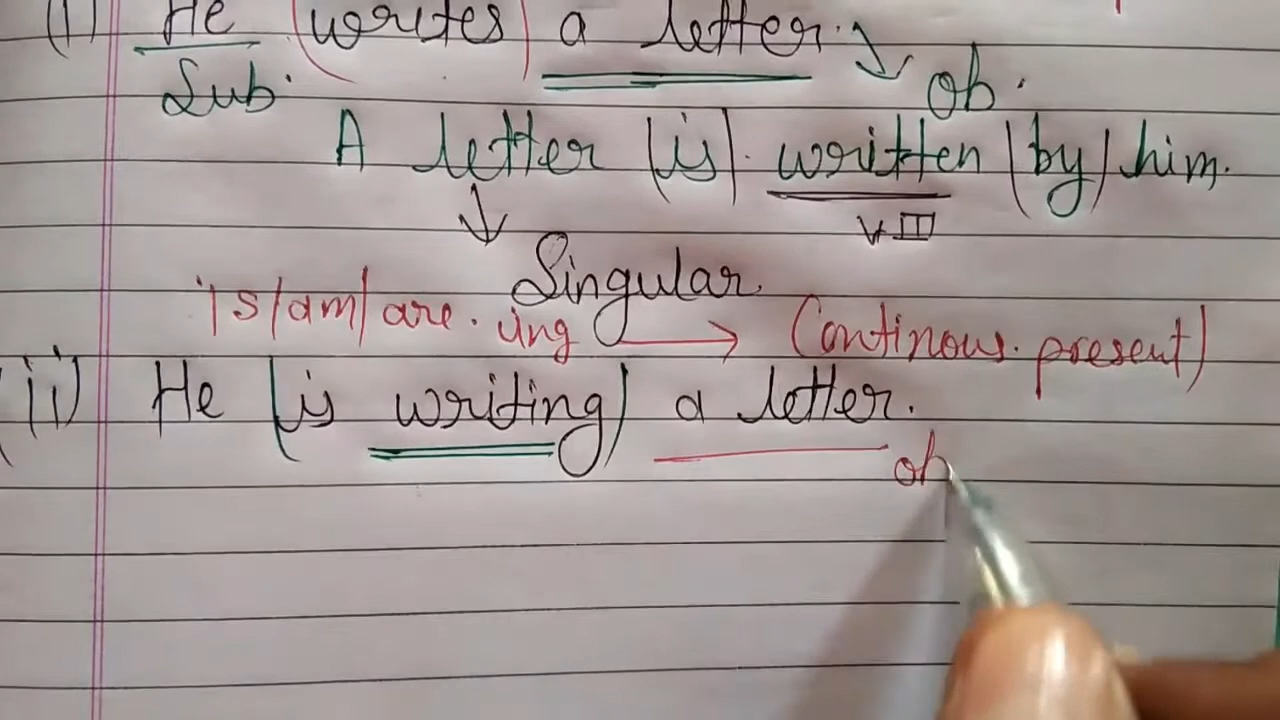 (i) He (writes) a letter.
Sub. ob.
A letter (is). written (by) him.
V III
Singular.
is/am/are. ing → (Continous. present)
(ii) He (is writing) a letter.
ob